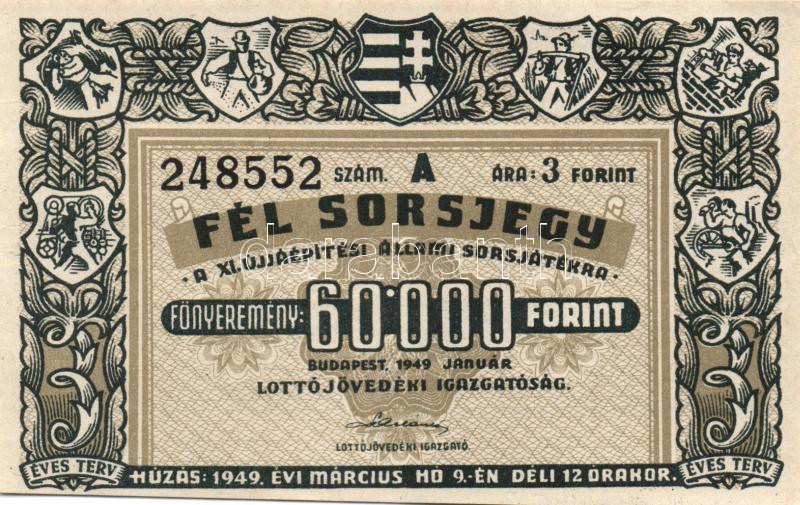 248552 SZÁM. A ÁRA: 3 FORINT
FÉL SORSJEGY
• A XI. ÚJJÁÉPÍTÉSI ÁLLAMI SORSJÁTÉKRA •
FŐNYEREMÉNY: 60·000 FORINT
BUDAPEST, 1949 JANUÁR
LOTTÓJÖVEDÉKI IGAZGATÓSÁG.
LOTTÓJÖVEDÉKI IGAZGATÓ.
3 ÉVES TERV
3 ÉVES TERV
HÚZÁS: 1949. ÉVI MÁRCIUS HÓ 9.-ÉN DÉLI 12 ÓRAKOR.
darabanth